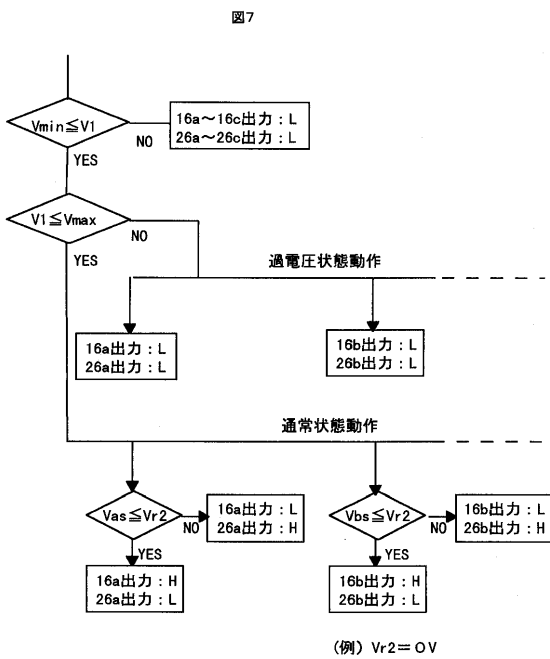 図7
Vmin≦V1
NO
16a～16c出力：L
26a～26c出力：L
YES
V1≦Vmax
NO
YES
過電圧状態動作
16a出力：L
26a出力：L
16b出力：L
26b出力：L
通常状態動作
Vas≦Vr2
NO
16a出力：L
26a出力：H
YES
16a出力：H
26a出力：L
Vbs≦Vr2
NO
16b出力：L
26b出力：H
YES
16b出力：H
26b出力：L
(例) Vr2＝0V